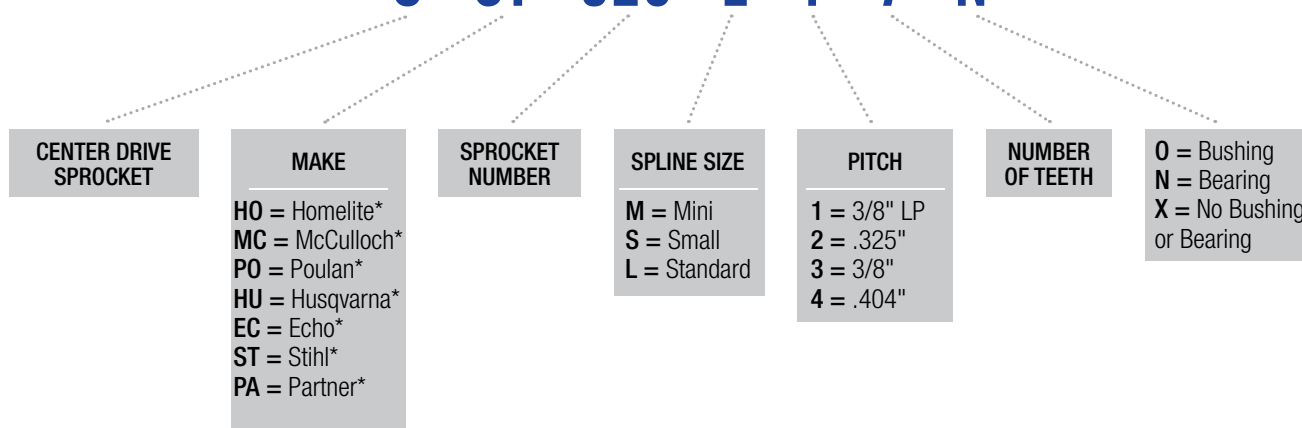 CENTER DRIVE
SPROCKET
MAKE
HO = Homelite*
MC = McCulloch*
PO = Poulan*
HU = Husqvarna*
EC = Echo*
ST = Stihl*
PA = Partner*
SPROCKET
NUMBER
SPLINE SIZE
M = Mini
S = Small
L = Standard
PITCH
1 = 3/8" LP
2 = .325"
3 = 3/8"
4 = .404"
NUMBER
OF TEETH
O = Bushing
N = Bearing
X = No Bushing
or Bearing